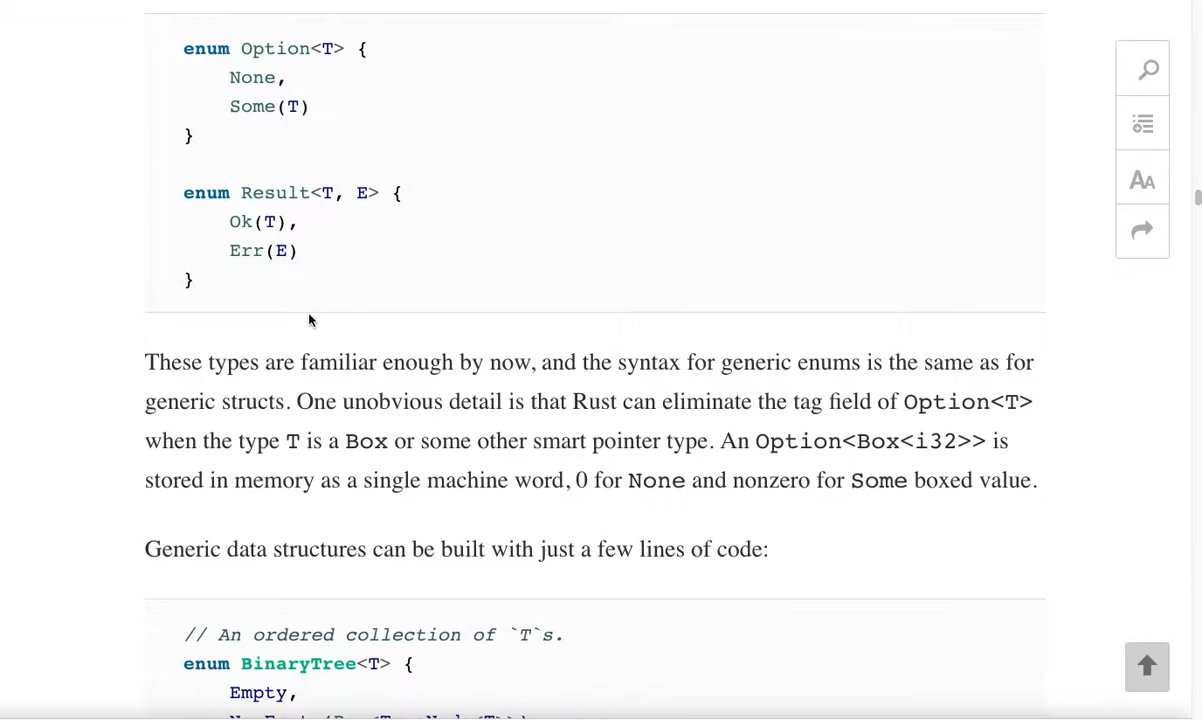 enum Option<T> {
None,
Some(T)
}
enum Result<T, E> {
Ok(T),
Err(E)
}
These types are familiar enough by now, and the syntax for generic enums is the same as for
generic structs. One unobvious detail is that Rust can eliminate the tag field of Option<T>
when the type T is a Box or some other smart pointer type. An Option<Box<i32>> is
stored in memory as a single machine word, 0 for None and nonzero for Some boxed value.
Generic data structures can be built with just a few lines of code:
// An ordered collection of `T`s.
enum BinaryTree<T> {
Empty,
AA